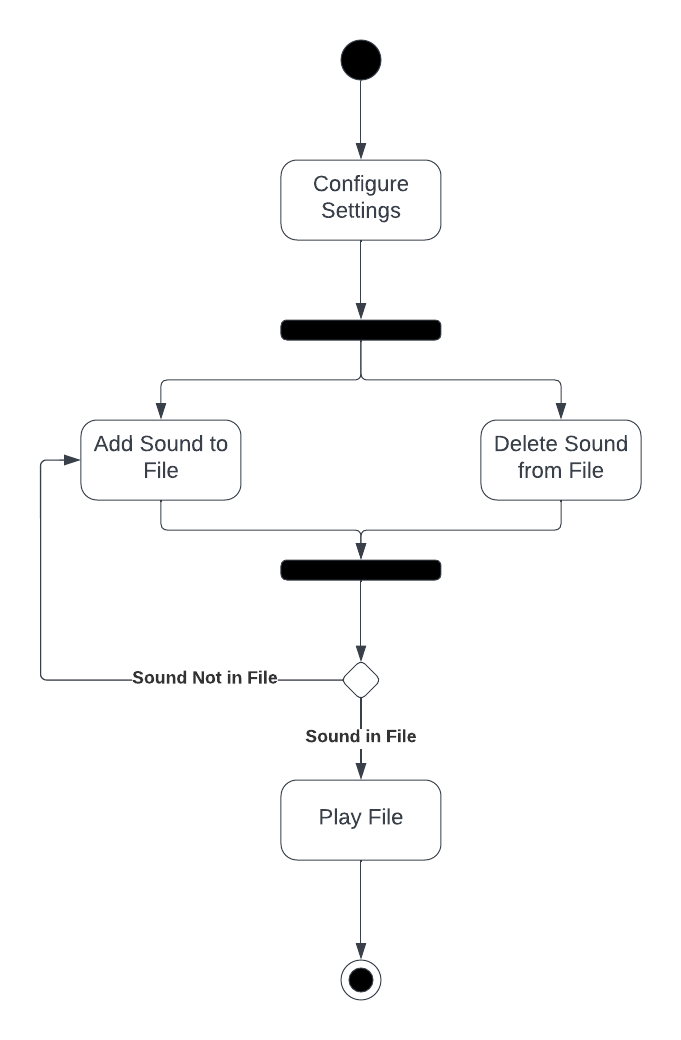 Configure
Settings
Add Sound to
File
Delete Sound
from File
Sound Not in File
Sound in File
Play File